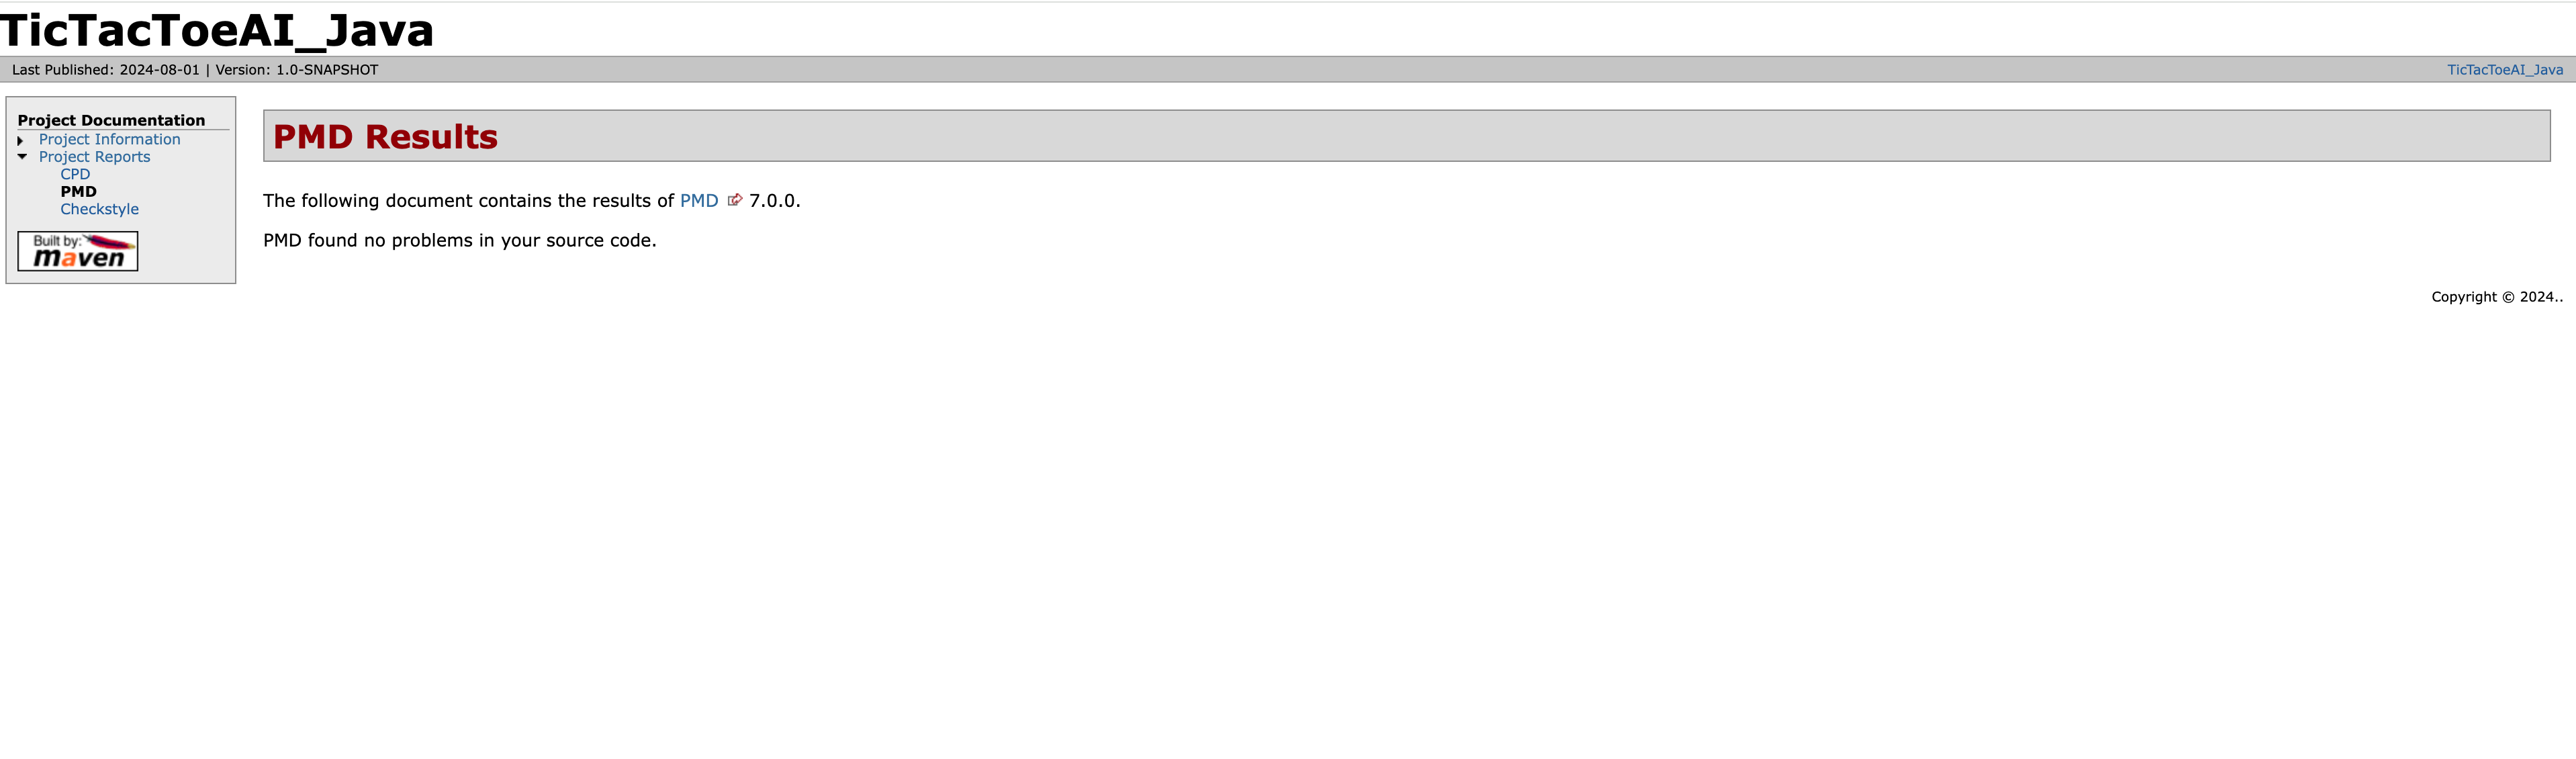 TicTacToeAI_Java
Last Published: 2024-08-01 | Version: 1.0-SNAPSHOT
TicTacToeAI_Java
Project Documentation
Project Information
Project Reports
CPD
PMD
Checkstyle
Built by:
maven
PMD Results
The following document contains the results of PMD 7.0.0.
PMD found no problems in your source code.
Copyright © 2024..